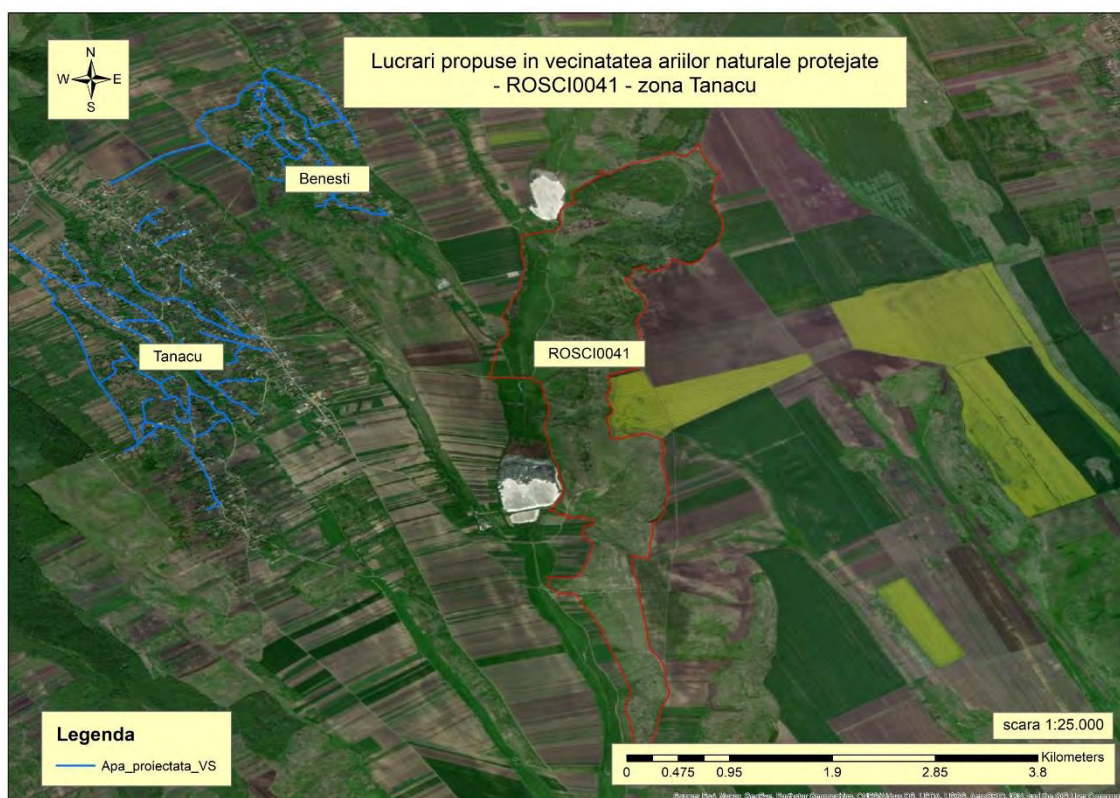 Lucrari propuse in vecinatatea ariilor naturale protejate
- ROSCI0041 - zona Tanacu
N
W E
S
Benesti
ROSCI0041
Tanacu
scara 1:25.000
Legenda
Apa_proiectata_VS
Kilometers
0 0.475 0.95 1.9 2.85 3.8